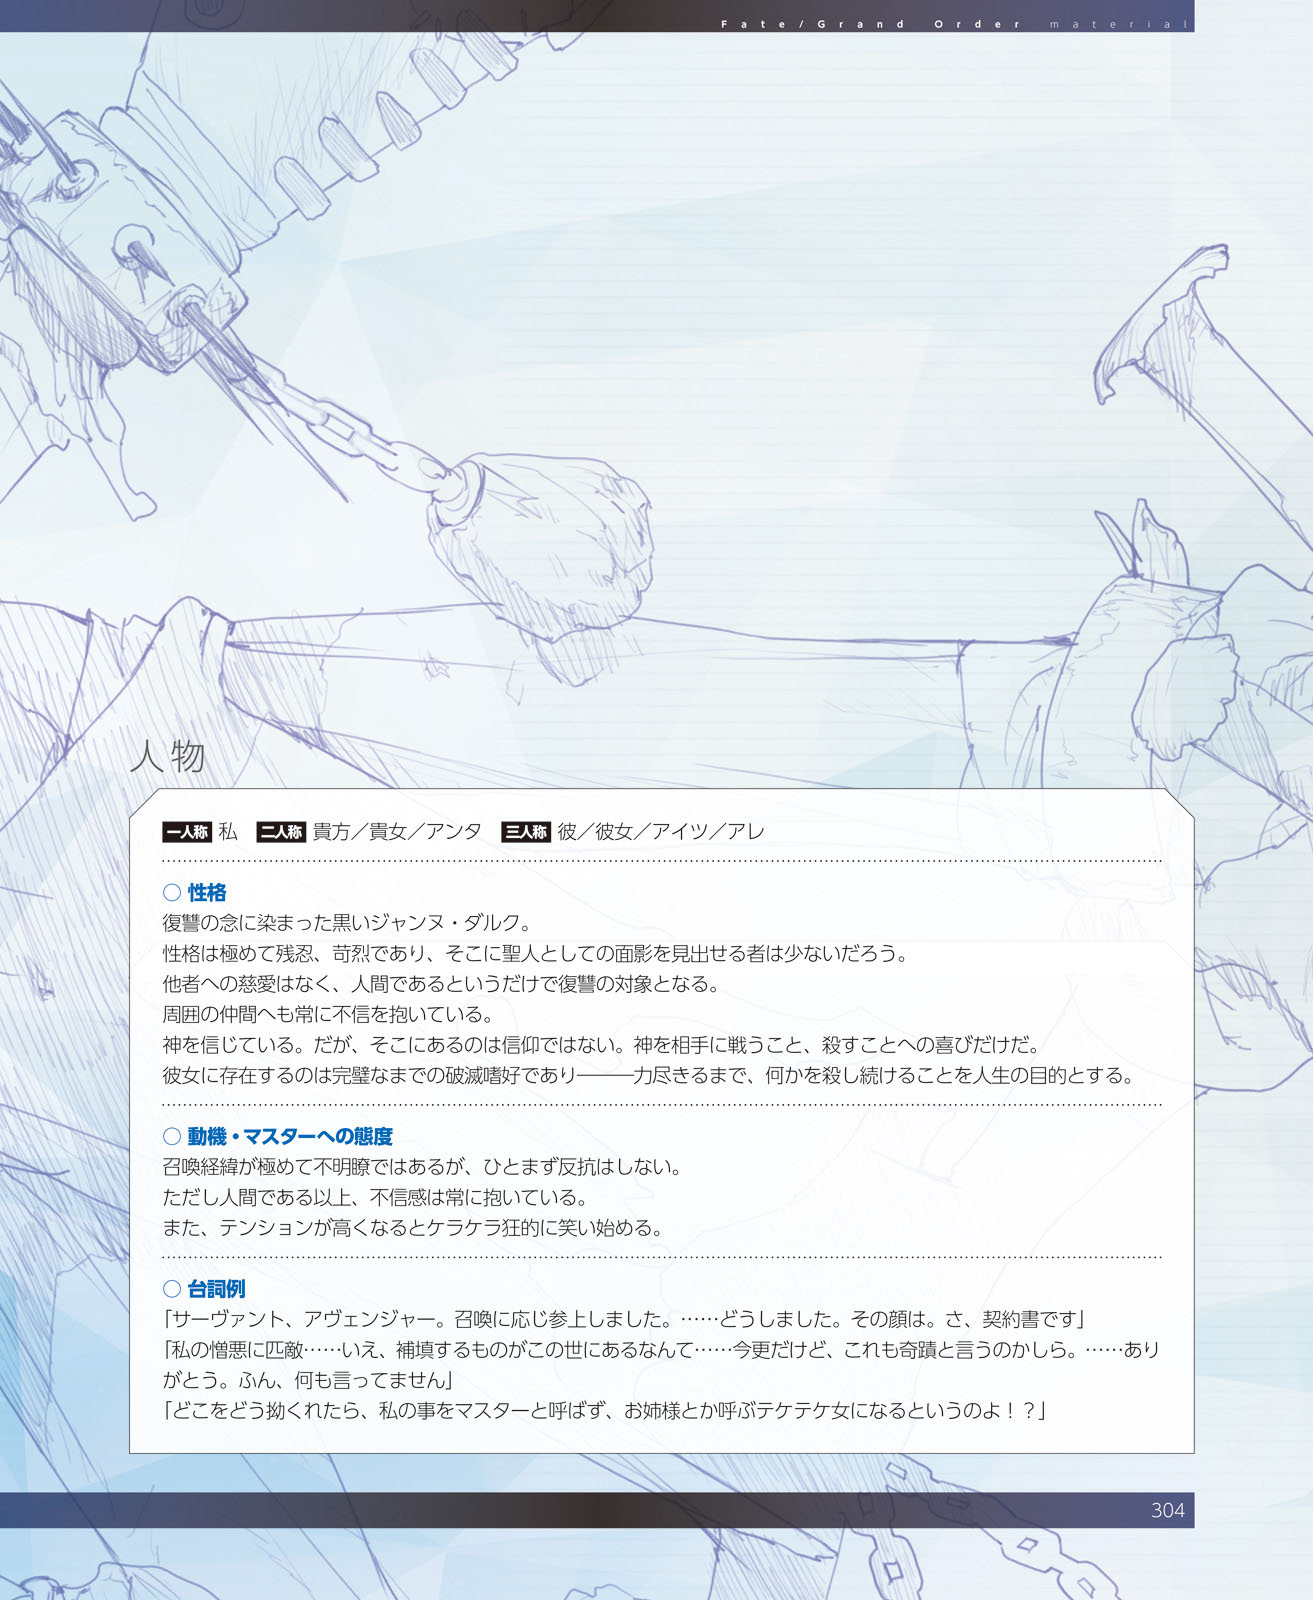 Fate/Grand Order material
人物
一人称 私 二人称 貴方／貴女／アンタ 三人称 彼／彼女／アイツ／アレ
○ 性格
復讐の念に染まった黒いジャンヌ・ダルク。
性格は極めて残忍、苛烈であり、そこに聖人としての面影を見出せる者は少ないだろう。
他者への慈愛はなく、人間であるというだけで復讐の対象となる。
周囲の仲間へも常に不信を抱いている。
神を信じている。だが、そこにあるのは信仰ではない。神を相手に戦うこと、殺すことへの喜びだけだ。
彼女に存在するのは完璧なまでの破滅嗜好であり―――力尽きるまで、何かを殺し続けることを人生の目的とする。
○ 動機・マスターへの態度
召喚経緯が極めて不明瞭ではあるが、ひとまず反抗はしない。
ただし人間である以上、不信感は常に抱いている。
また、テンションが高くなるとケラケラ狂的に笑い始める。
○ 台詞例
「サーヴァント、アヴェンジャー。召喚に応じ参上しました。……どうしました。その顔は。さ、契約書です」
「私の憎悪に匹敵……いえ、補填するものがこの世にあるなんて……今更だけど、これも奇蹟と言うのかしら。……あり
がとう。ふん、何も言ってません」
「どこをどう拗くれたら、私の事をマスターと呼ばず、お姉様とか呼ぶテケテケ女になるというのよ！？」
304